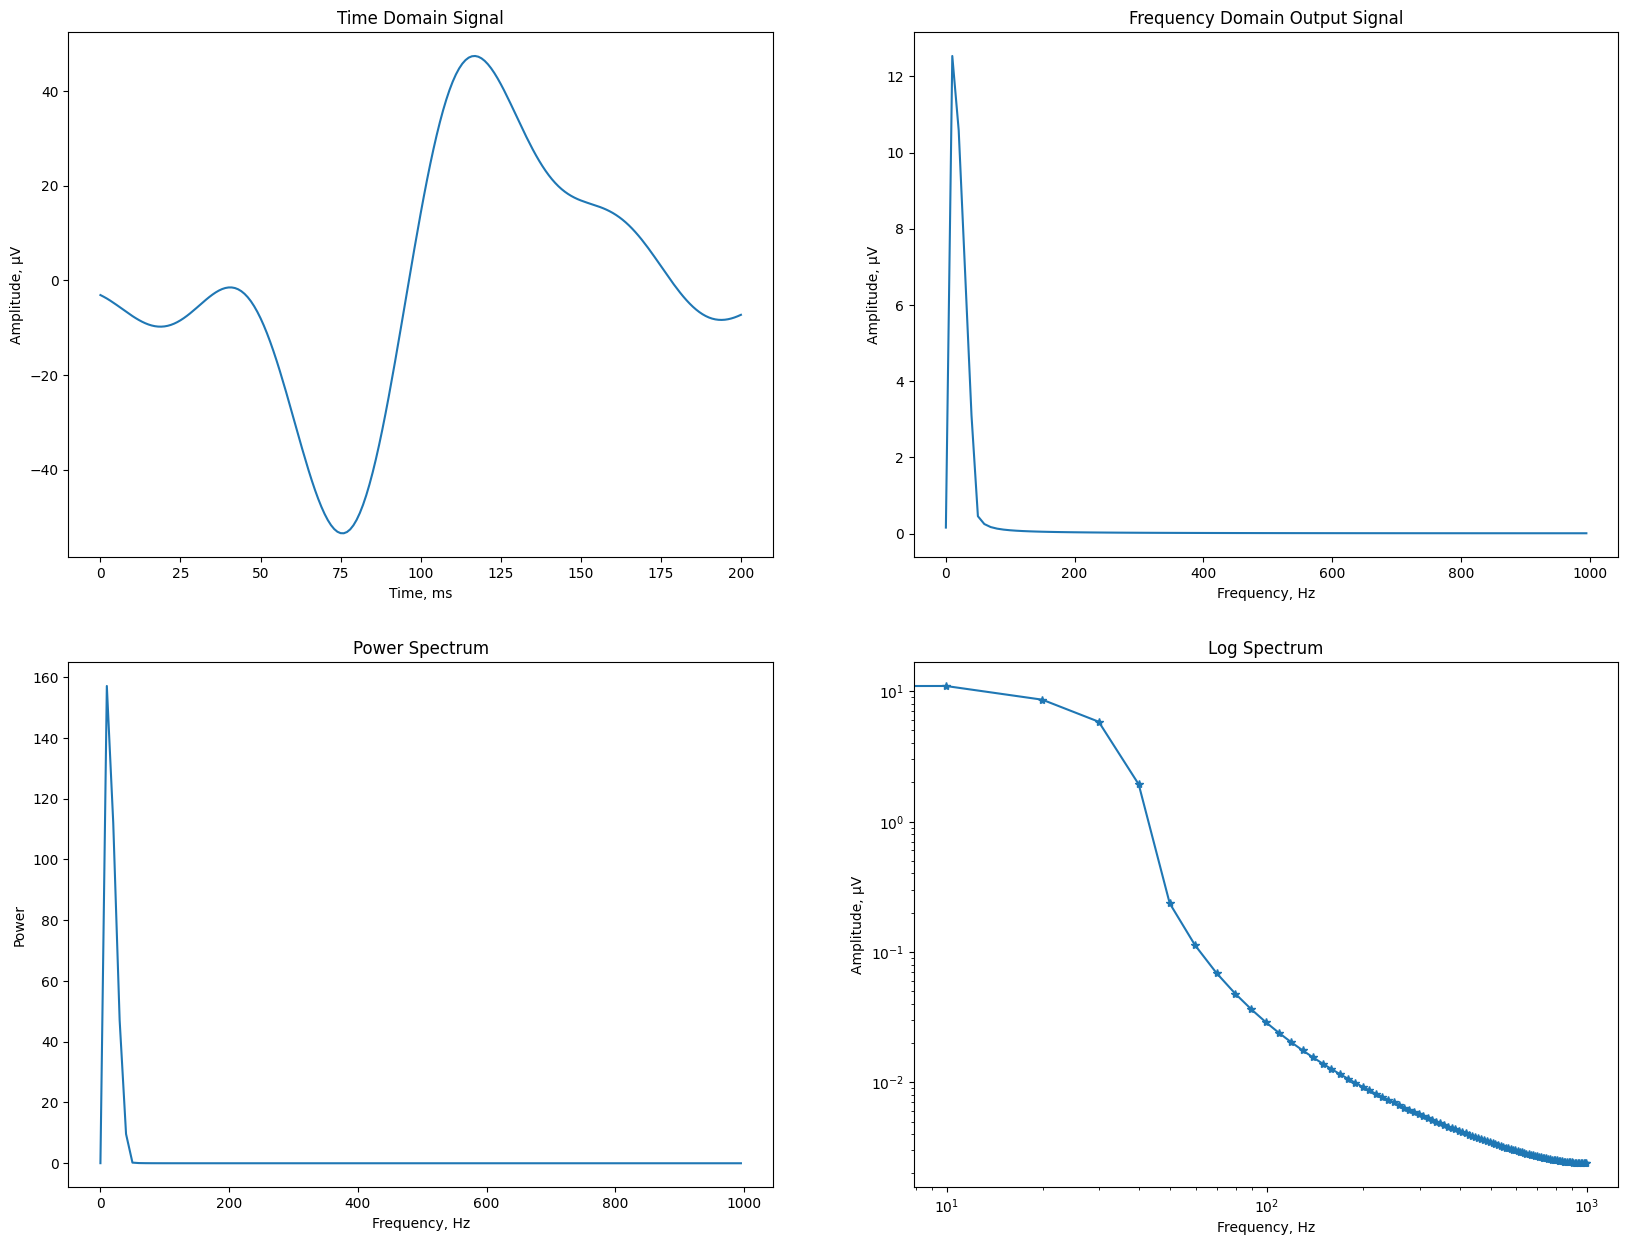 Time Domain Signal
Amplitude, µV
40
20
0
−20
−40
0 25 50 75 100 125 150 175 200
Time, ms
Frequency Domain Output Signal
Amplitude, µV
12
10
8
6
4
2
0
0 200 400 600 800 1000
Frequency, Hz
Power Spectrum
Power
160
140
120
100
80
60
40
20
0
0 200 400 600 800 1000
Frequency, Hz
Log Spectrum
Amplitude, µV
10¹
10⁰
10⁻¹
10⁻²
10¹ 10² 10³
Frequency, Hz